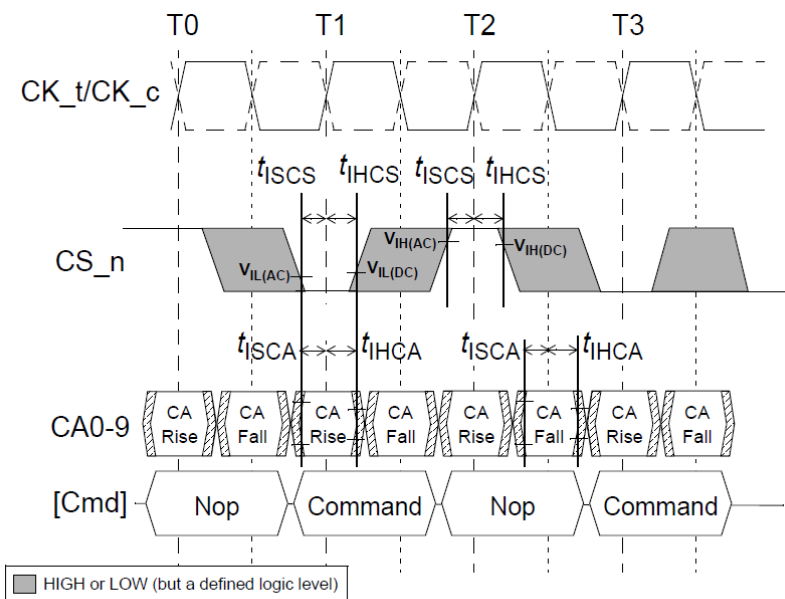 T0 T1 T2 T3
CK_t/CK_c
tISCS tIHCS tISCS tIHCS
CS_n
VIL(AC) VIL(DC) VIH(AC) VIH(DC)
tISCA tIHCA tISCA tIHCA
CA0-9
CA Rise
CA Fall
CA Rise
CA Fall
CA Rise
CA Fall
CA Rise
CA Fall
[Cmd] Nop Command Nop Command
HIGH or LOW (but a defined logic level)